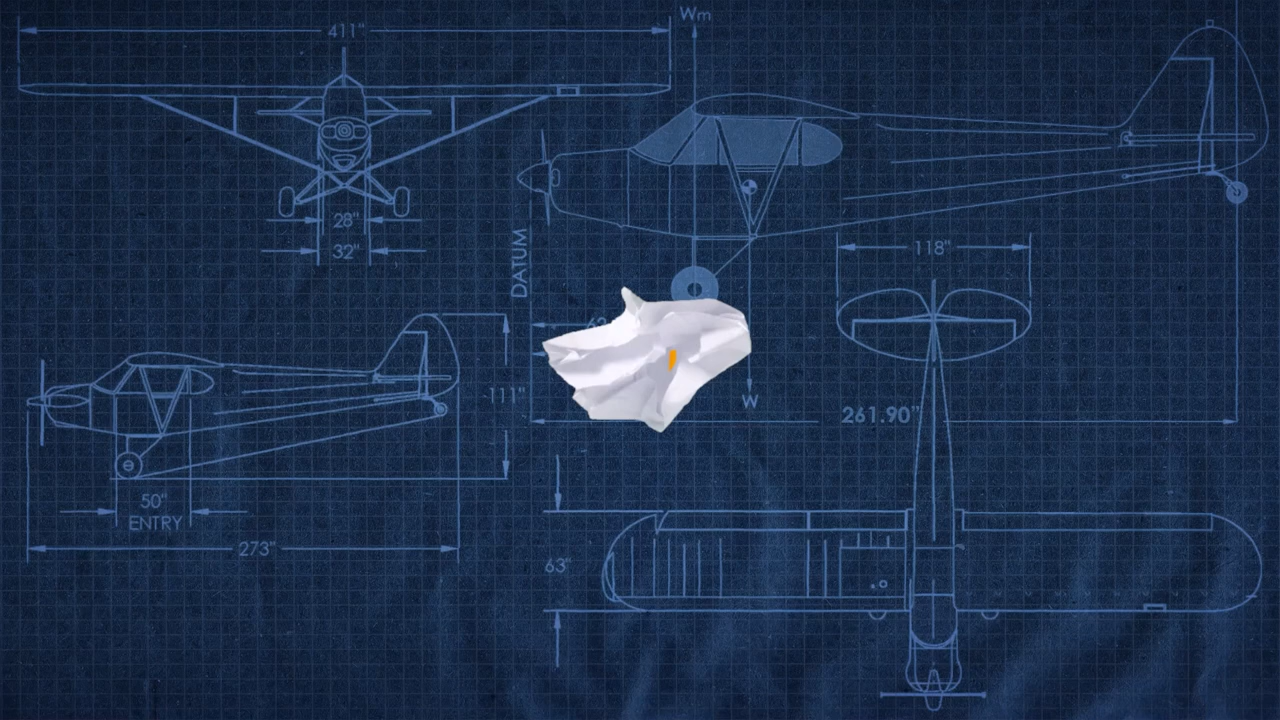 411"
Wm
28"
32"
DATUM
118"
111"
W
261.90"
50"
ENTRY
273"
63"